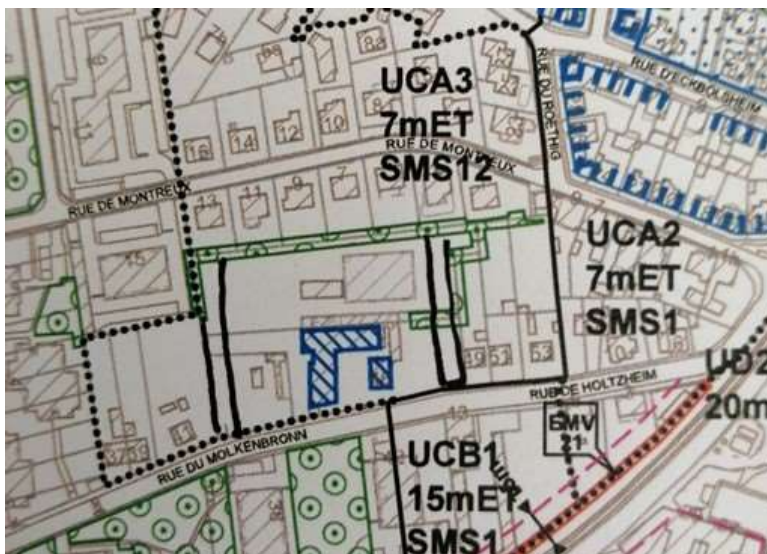 RUE D'ECKBOLSHEIM
UCA3
7mET
SMS12
RUE DU ROETHIG
RUE DE MONTREUX
16
14
12
10
8
RUE DE MONTREUX
13
11
9
7
15
UCA2
7mET
SMS1
49
51
53
UD2
20m
RUE DE HOLTZHEIM
EMV
21
RUE DU MOLKENBRONN
UCB1
15mET
SMS1